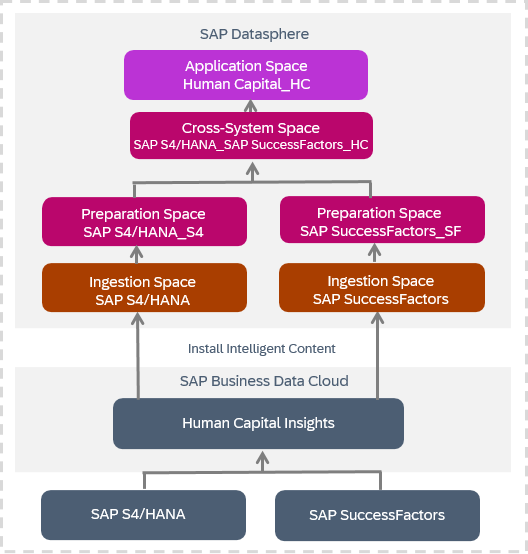 SAP Datasphere
Application Space
Human Capital_HC
Cross-System Space
SAP S4/HANA_SAP SuccessFactors_HC
Preparation Space
SAP S4/HANA_S4
Preparation Space
SAP SuccessFactors_SF
Ingestion Space
SAP S4/HANA
Ingestion Space
SAP SuccessFactors
Install Intelligent Content
SAP Business Data Cloud
Human Capital Insights
SAP S4/HANA
SAP SuccessFactors